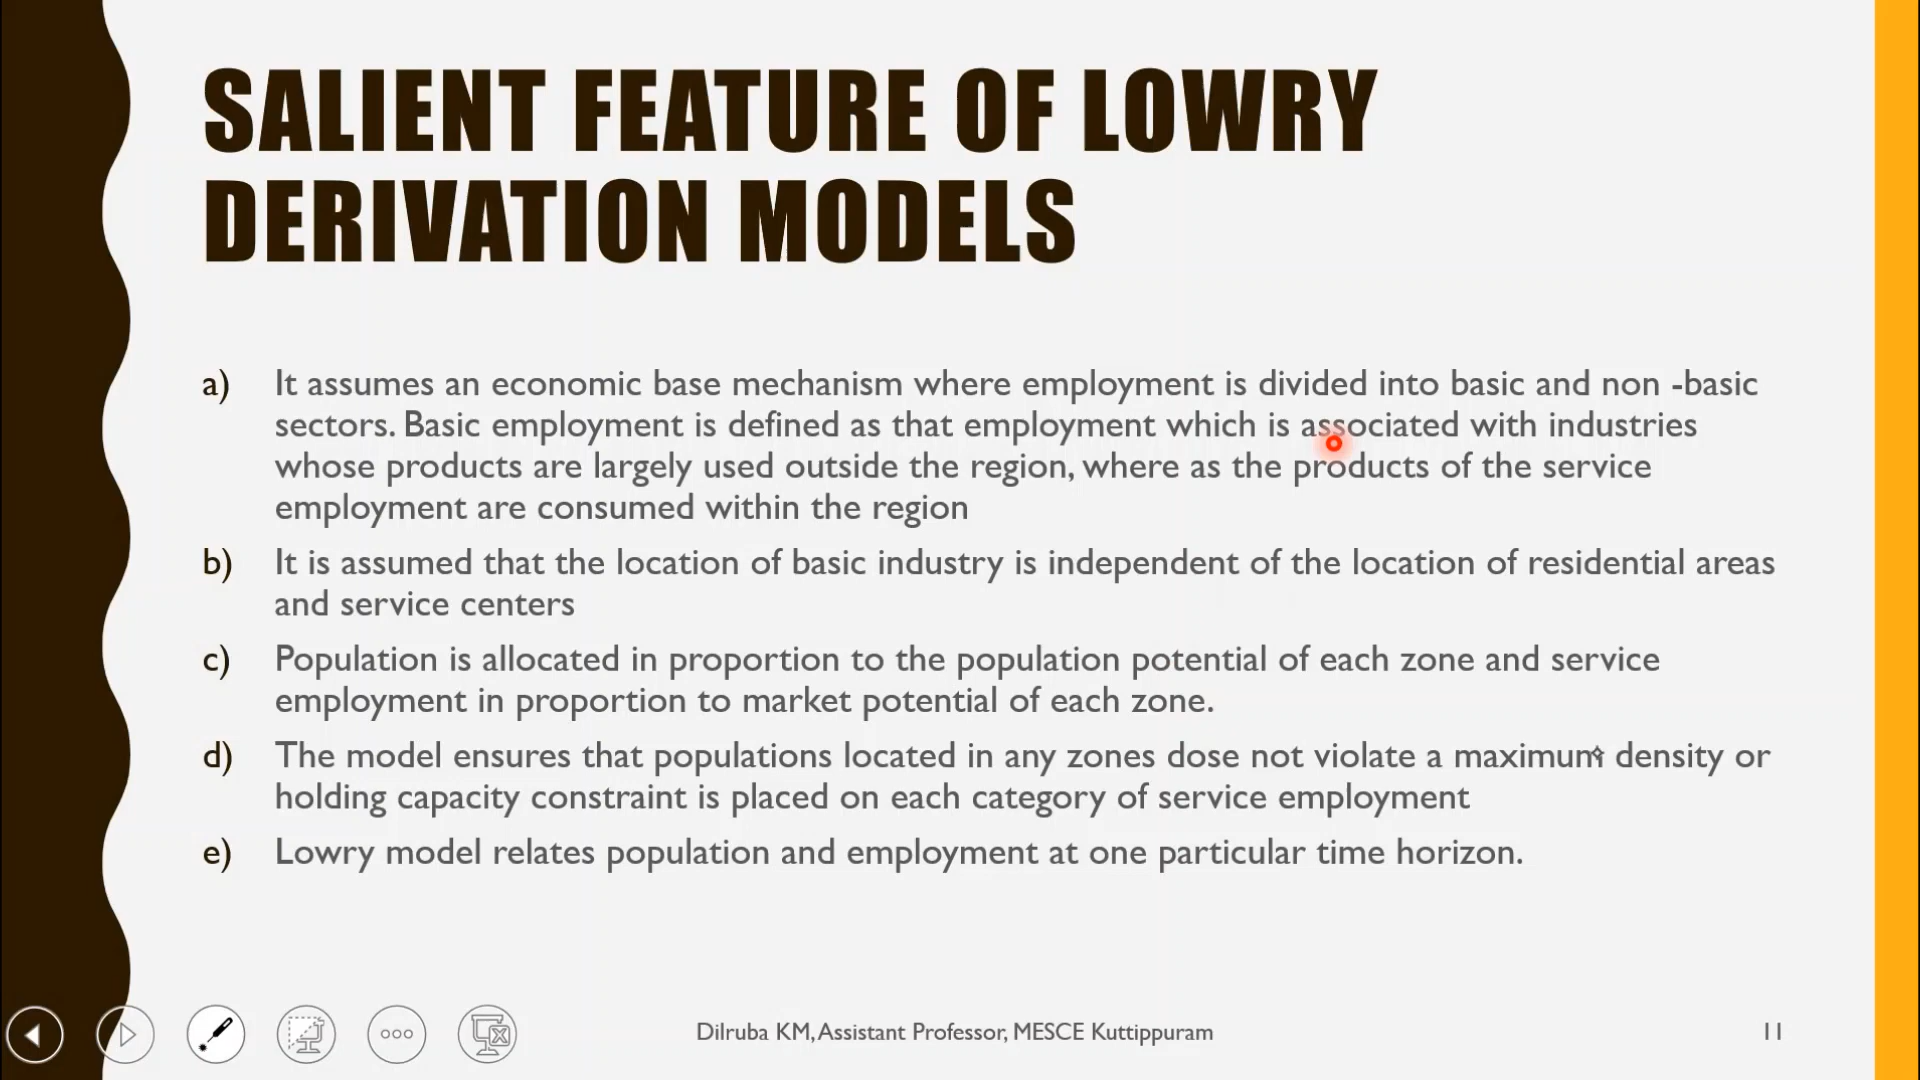 SALIENT FEATURE OF LOWRY
DERIVATION MODELS
a) It assumes an economic base mechanism where employment is divided into basic and non -basic
sectors. Basic employment is defined as that employment which is associated with industries
whose products are largely used outside the region, where as the products of the service
employment are consumed within the region
b) It is assumed that the location of basic industry is independent of the location of residential areas
and service centers
c) Population is allocated in proportion to the population potential of each zone and service
employment in proportion to market potential of each zone.
d) The model ensures that populations located in any zones dose not violate a maximum density or
holding capacity constraint is placed on each category of service employment
e) Lowry model relates population and employment at one particular time horizon.
Dilruba KM, Assistant Professor, MESCE Kuttippuram
11